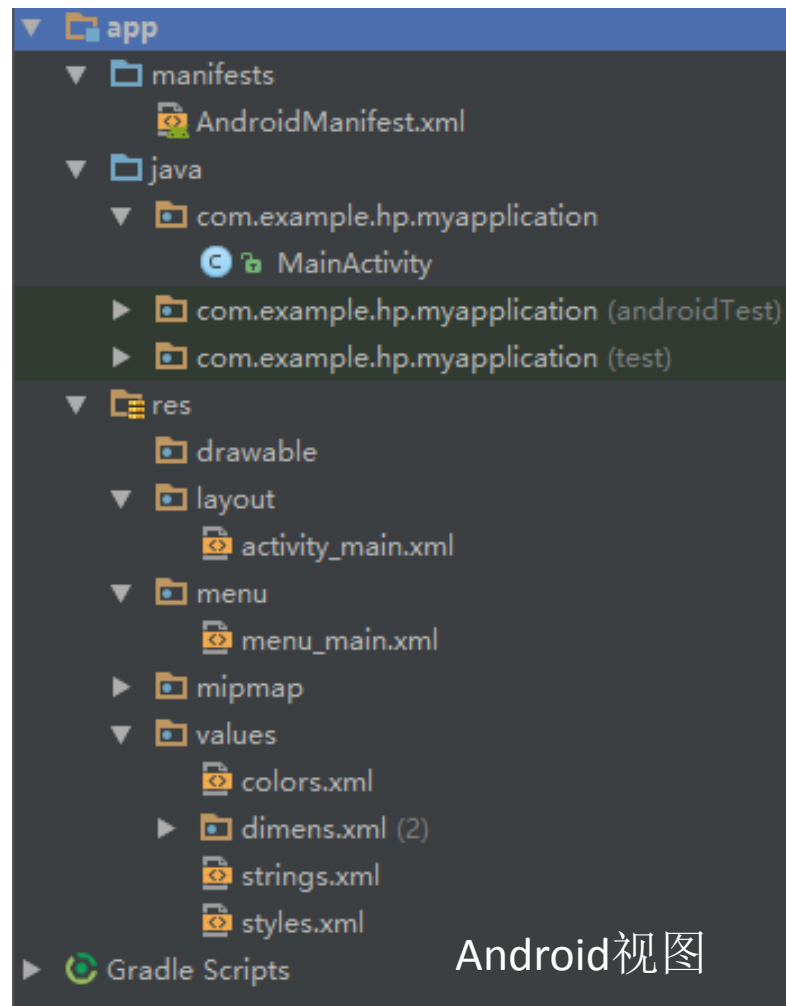 app
manifests
AndroidManifest.xml
java
com.example.hp.myapplication
MainActivity
com.example.hp.myapplication (androidTest)
com.example.hp.myapplication (test)
res
drawable
layout
activity_main.xml
menu
menu_main.xml
mipmap
values
colors.xml
dimens.xml (2)
strings.xml
styles.xml
Gradle Scripts
Android视图